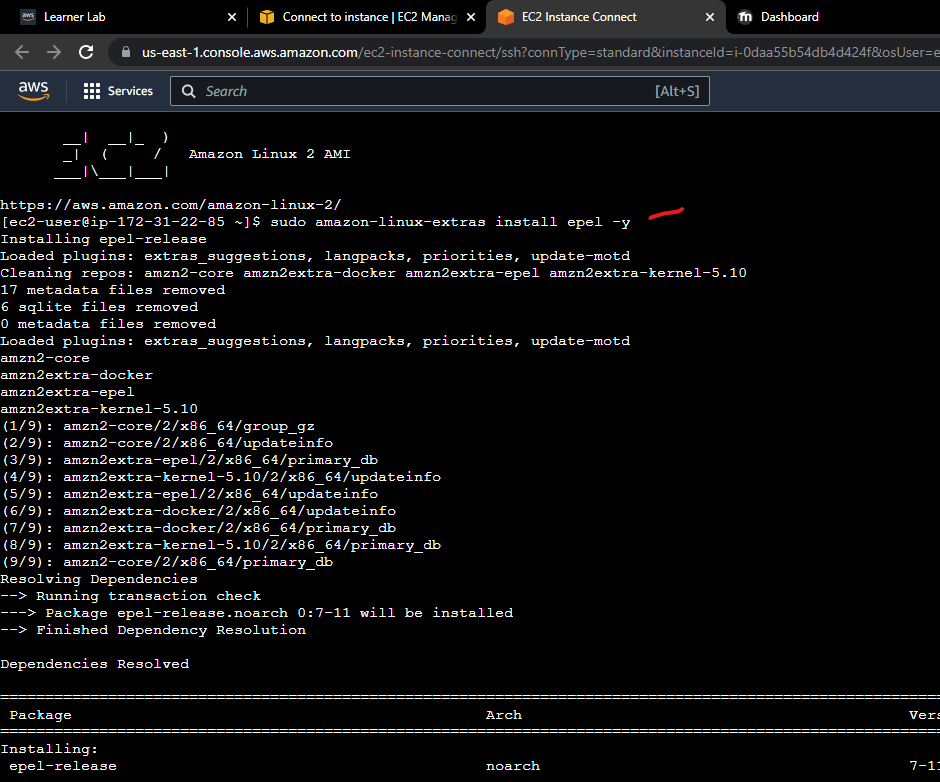 aws Learner Lab
Connect to instance | EC2 Manag
EC2 Instance Connect
m Dashboard
us-east-1.console.aws.amazon.com/ec2-instance-connect/ssh?connType=standard&instanceId=i-0daa55b54db4d424f&osUser=e
aws Services Search [Alt+S]
__| __|_ )
_| ( / Amazon Linux 2 AMI
___|\___|___|
https://aws.amazon.com/amazon-linux-2/
[ec2-user@ip-172-31-22-85 ~]$ sudo amazon-linux-extras install epel -y
Installing epel-release
Loaded plugins: extras_suggestions, langpacks, priorities, update-motd
Cleaning repos: amzn2-core amzn2extra-docker amzn2extra-epel amzn2extra-kernel-5.10
17 metadata files removed
6 sqlite files removed
0 metadata files removed
Loaded plugins: extras_suggestions, langpacks, priorities, update-motd
amzn2-core
amzn2extra-docker
amzn2extra-epel
amzn2extra-kernel-5.10
(1/9): amzn2-core/2/x86_64/group_gz
(2/9): amzn2-core/2/x86_64/updateinfo
(3/9): amzn2extra-epel/2/x86_64/primary_db
(4/9): amzn2extra-kernel-5.10/2/x86_64/updateinfo
(5/9): amzn2extra-epel/2/x86_64/updateinfo
(6/9): amzn2extra-docker/2/x86_64/updateinfo
(7/9): amzn2extra-docker/2/x86_64/primary_db
(8/9): amzn2extra-kernel-5.10/2/x86_64/primary_db
(9/9): amzn2-core/2/x86_64/primary_db
Resolving Dependencies
--> Running transaction check
---> Package epel-release.noarch 0:7-11 will be installed
--> Finished Dependency Resolution
Dependencies Resolved
Package Arch Vers
Installing:
epel-release noarch 7-11